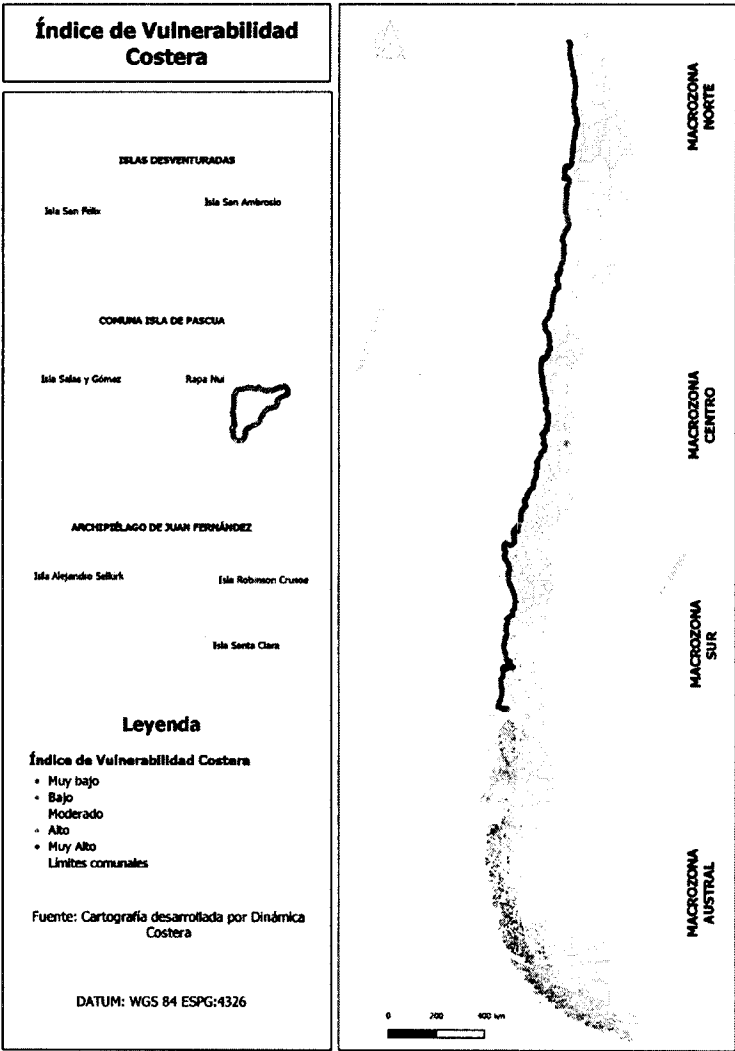 Índice de Vulnerabilidad
Costera
ISLAS DESVENTURADAS
Isla San Félix
Isla San Ambrosio
COMUNA ISLA DE PASCUA
Isla Salas y Gómez
Rapa Nui
ARCHIPIÉLAGO DE JUAN FERNÁNDEZ
Isla Alejandro Selkirk
Isla Robinson Crusoe
Isla Santa Clara
Leyenda
Índice de Vulnerabilidad Costera
Muy bajo
Bajo
Moderado
Alto
Muy Alto
Límites comunales
Fuente: Cartografía desarrollada por Dinámica
Costera
DATUM: WGS 84 ESPG:4326
MACROZONA
NORTE
MACROZONA
CENTRO
MACROZONA
SUR
MACROZONA
AUSTRAL
0 200 400 km